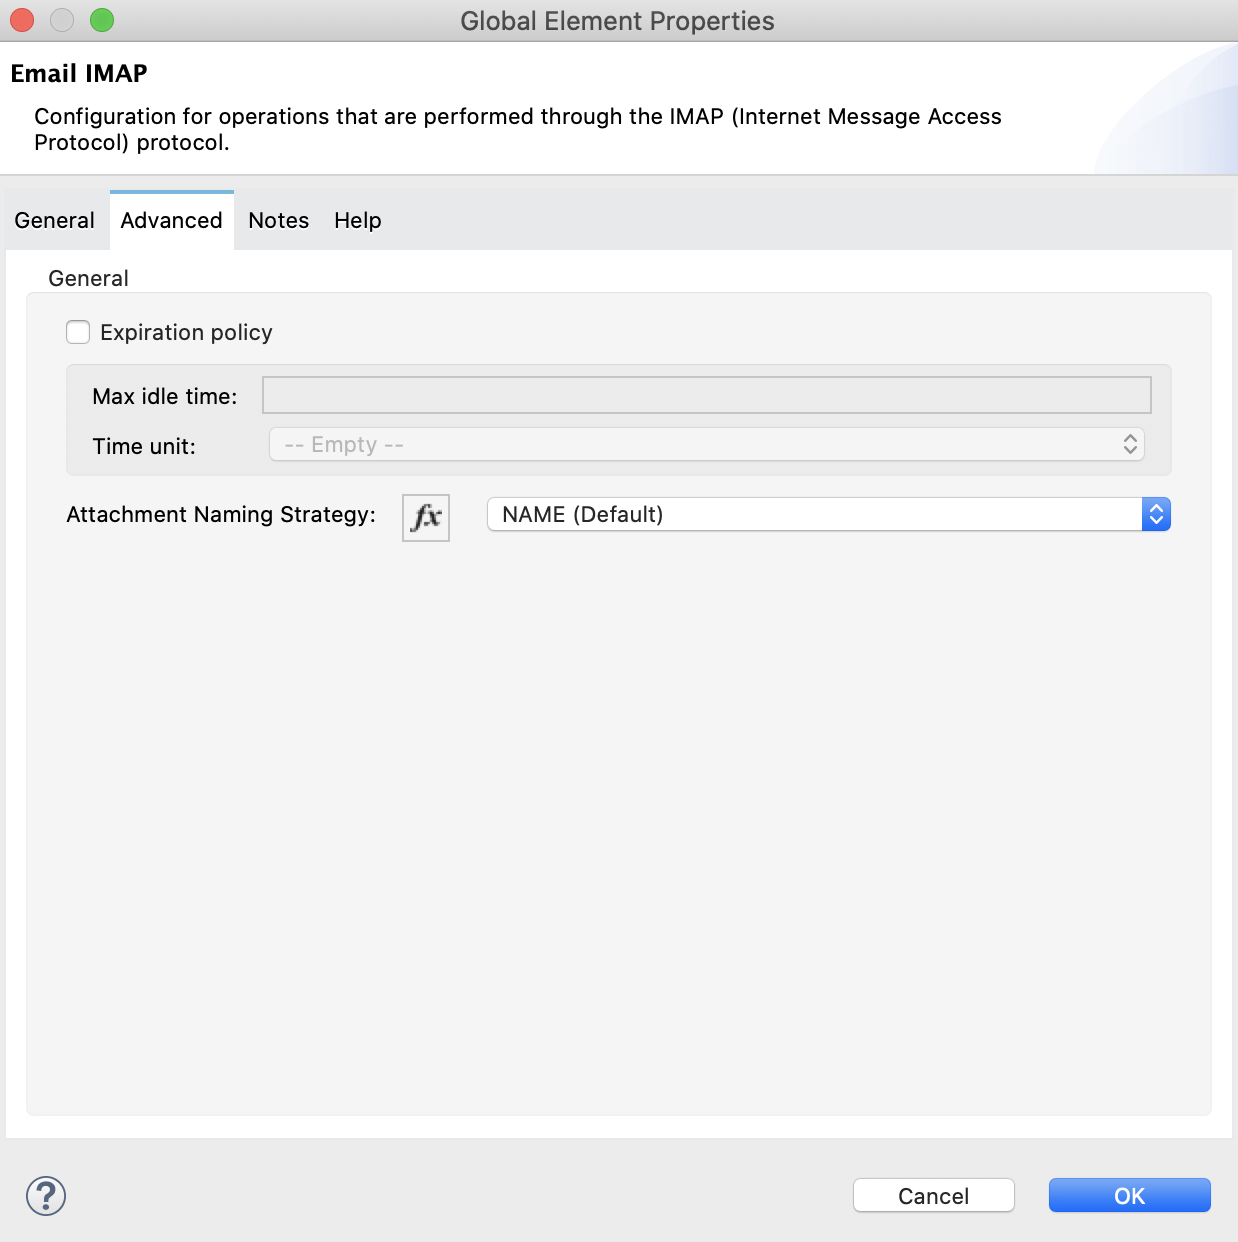 Global Element Properties
Email IMAP
Configuration for operations that are performed through the IMAP (Internet Message Access
Protocol) protocol.
General Advanced Notes Help
General
Expiration policy
Max idle time:
Time unit: -- Empty --
Attachment Naming Strategy: fx NAME (Default)
? Cancel OK